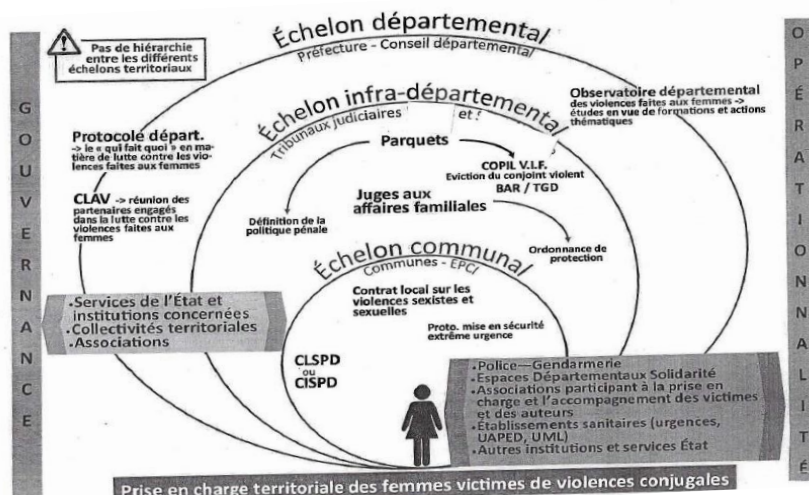 Échelon départemental
Préfecture - Conseil départemental
Pas de hiérarchie
entre les différents
échelons territoriaux
GOUVERNANCE
OPÉRATIONNALITÉ
Échelon infra-départemental
Tribunaux judiciaires et
Observatoire départemental
des violences faites aux femmes ->
études en vue de formations et actions
thématiques
Protocole départ.
-> le « qui fait quoi » en ma-
tière de lutte contre les vio-
lences faites aux femmes
CLAV -> réunion des
partenaires engagés
dans la lutte contre les
violences faites aux
femmes
Parquets
COPIL V.I.F.
Eviction du conjoint violent
BAR / TGD
Définition de la
politique pénale
Juges aux
affaires familiales
Ordonnance de
protection
Échelon communal
Communes - EPCI
Contrat local sur les
violences sexistes et
sexuelles
Proto. mise en sécurité
extrême urgence
CLSPD
ou
CISPD
•Services de l'État et
institutions concernées
•Collectivités territoriales
•Associations
•Police—Gendarmerie
•Espaces Départementaux Solidarité
•Associations participant à la prise en
charge et l'accompagnement des victimes
et des auteurs
•Établissements sanitaires (urgences,
UAPED, UML)
•Autres institutions et services État
Prise en charge territoriale des femmes victimes de violences conjugales